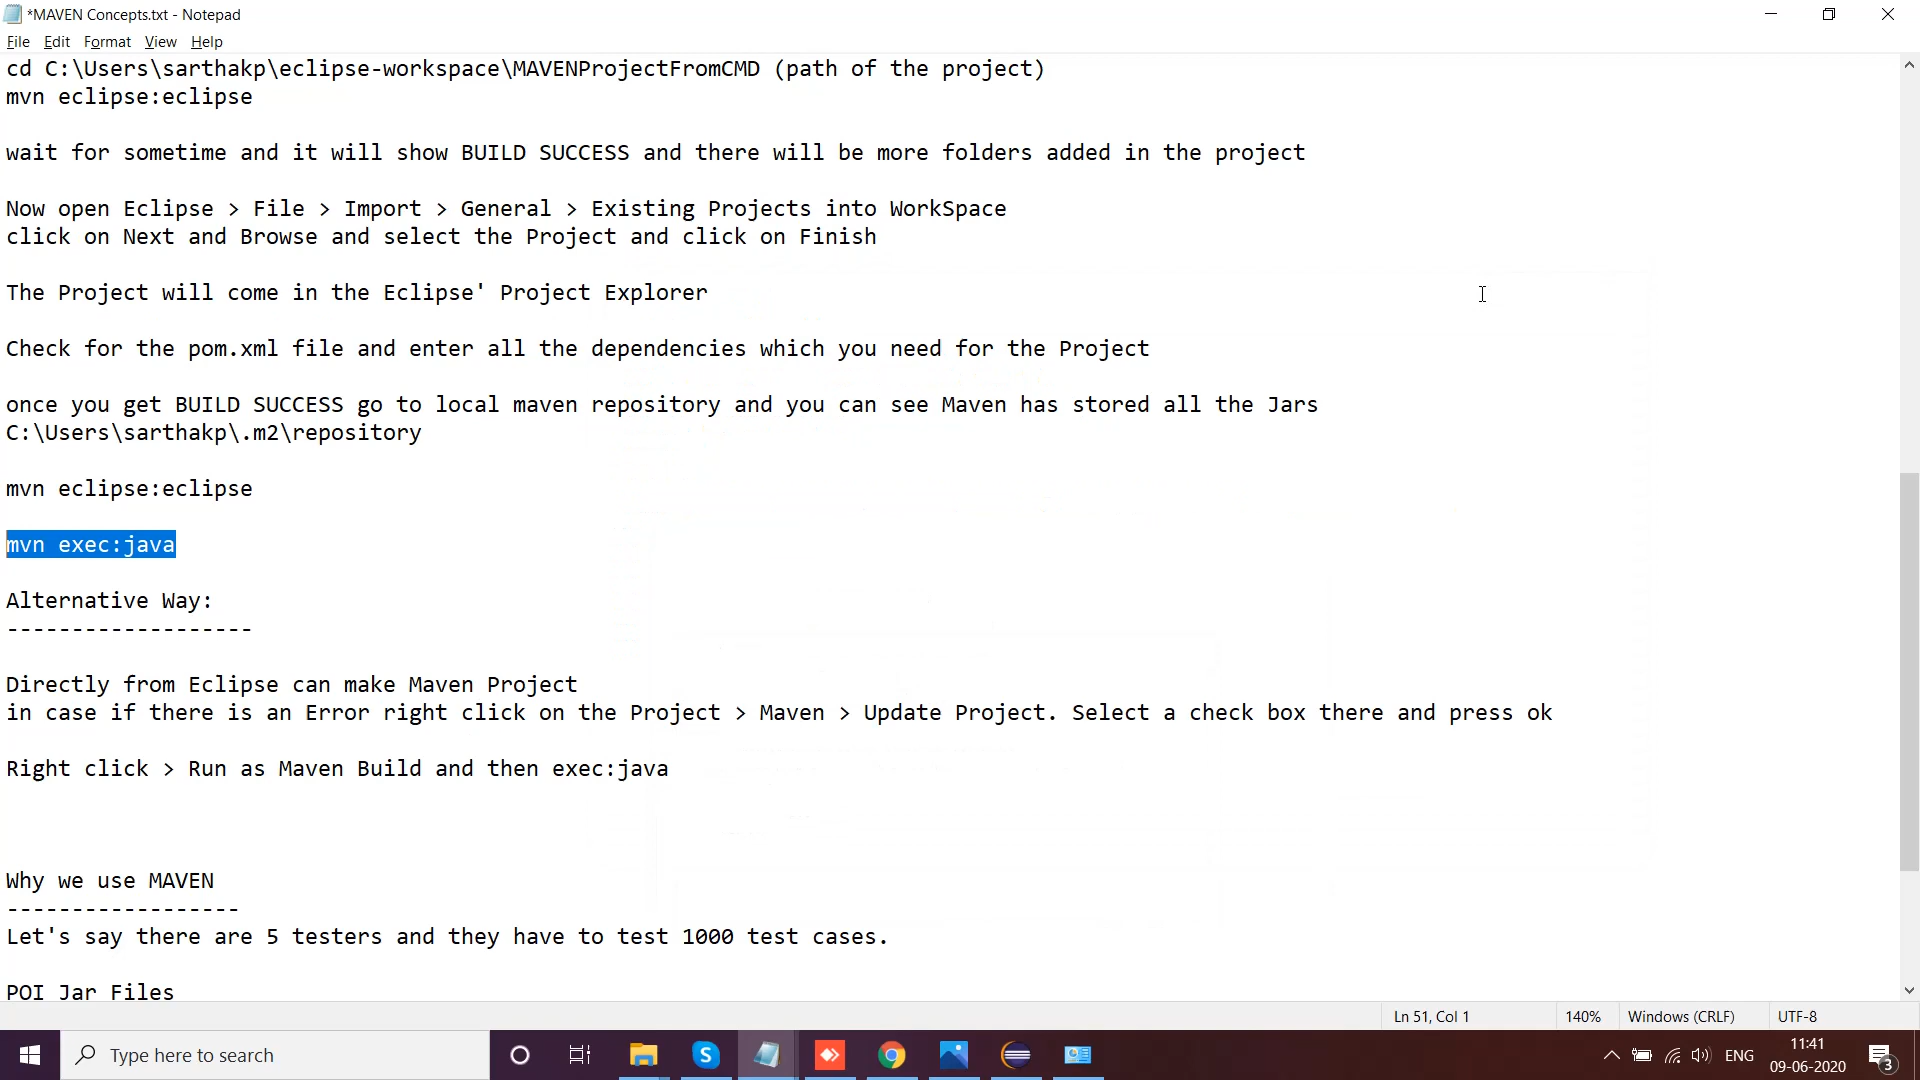 *MAVEN Concepts.txt - Notepad
File Edit Format View Help
cd C:\Users\sarthakp\eclipse-workspace\MAVENProjectFromCMD (path of the project)
mvn eclipse:eclipse
wait for sometime and it will show BUILD SUCCESS and there will be more folders added in the project
Now open Eclipse > File > Import > General > Existing Projects into WorkSpace
click on Next and Browse and select the Project and click on Finish
The Project will come in the Eclipse' Project Explorer
Check for the pom.xml file and enter all the dependencies which you need for the Project
once you get BUILD SUCCESS go to local maven repository and you can see Maven has stored all the Jars
C:\Users\sarthakp\.m2\repository
mvn eclipse:eclipse
mvn exec:java
Alternative Way:
-------------------
Directly from Eclipse can make Maven Project
in case if there is an Error right click on the Project > Maven > Update Project. Select a check box there and press ok
Right click > Run as Maven Build and then exec:java
Why we use MAVEN
------------------
Let's say there are 5 testers and they have to test 1000 test cases.
POI Jar Files
Ln 51, Col 1 140% Windows (CRLF) UTF-8
Type here to search
ENG
11:41
09-06-2020
3